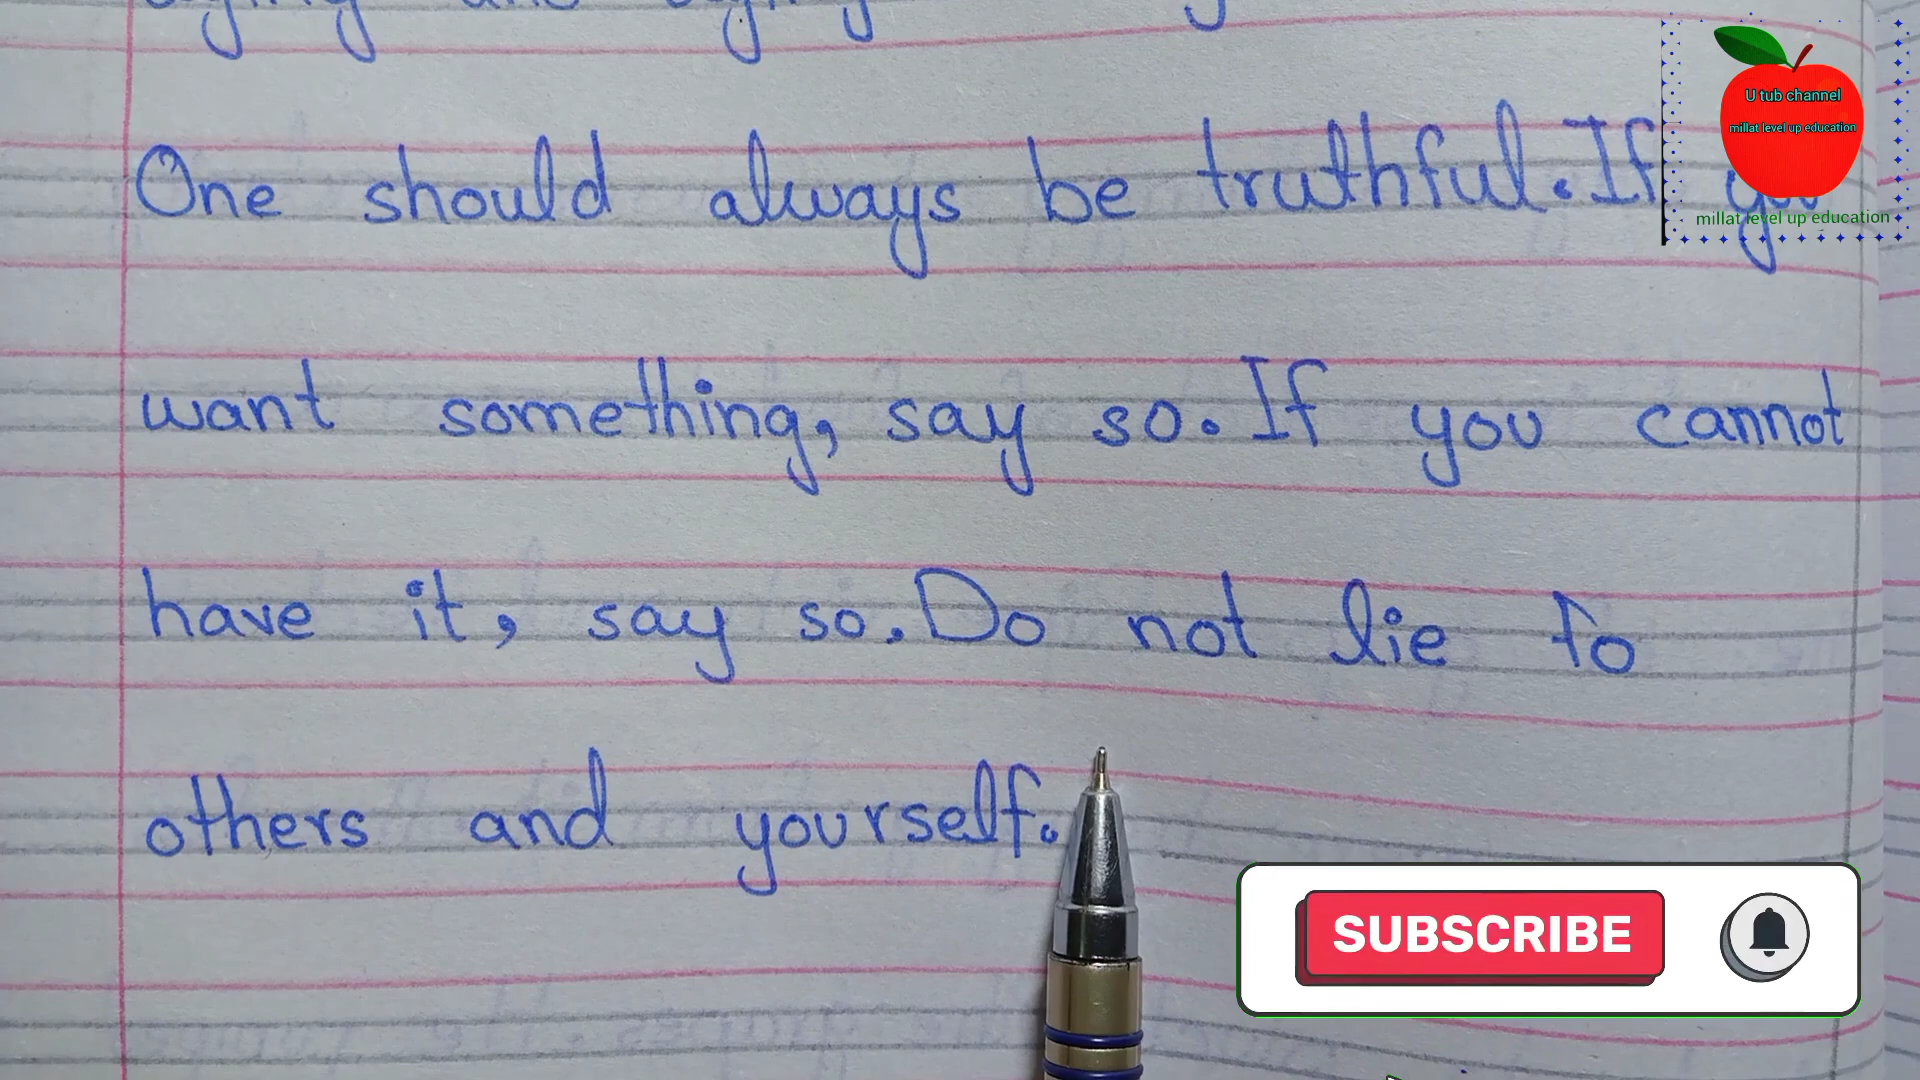 One should always be truthful. If you
want something, say so. If you cannot
have it, say so. Do not lie to
others and yourself.
U tub channel
millat level up education
millat level up education
SUBSCRIBE